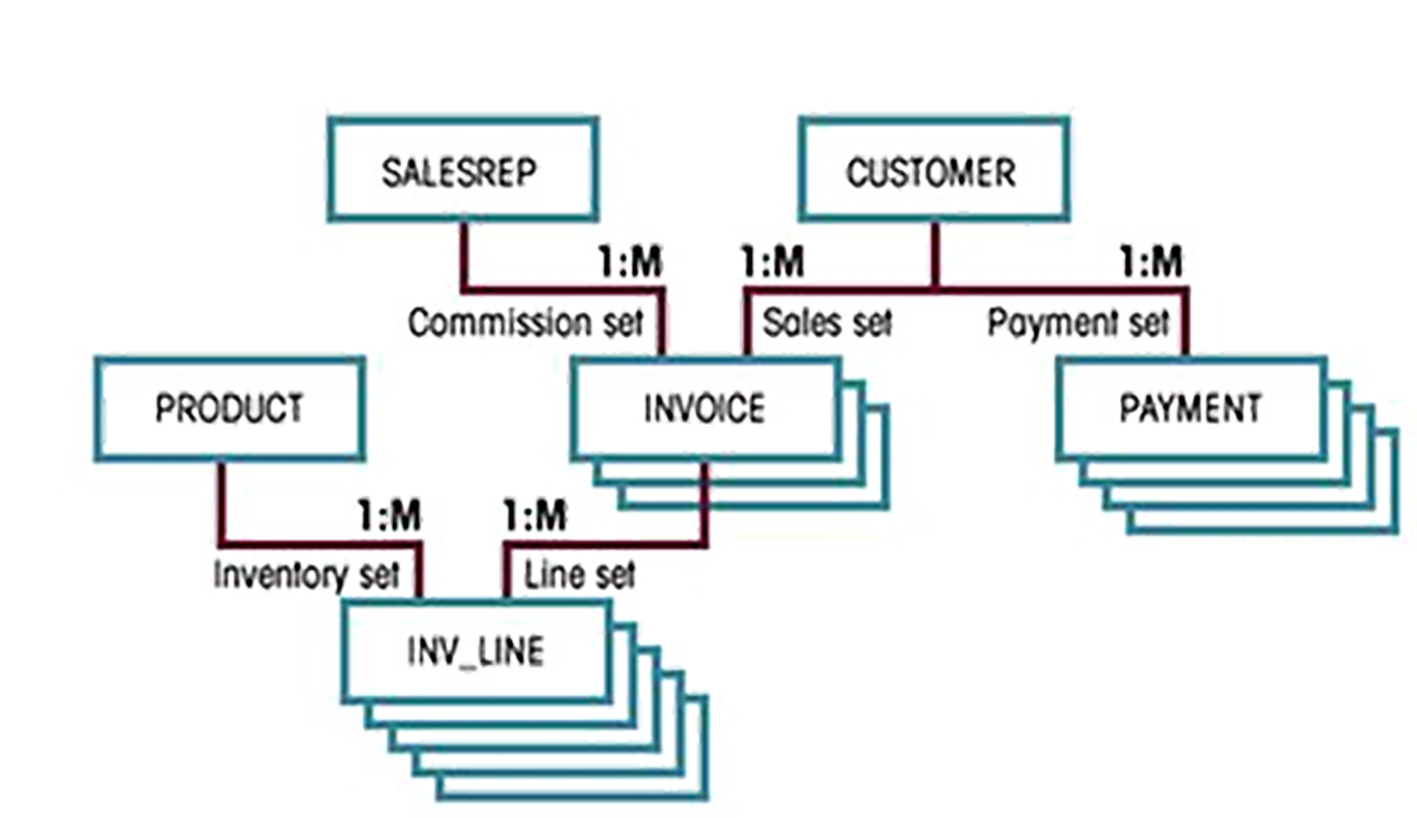 SALESREP
CUSTOMER
1:M
1:M
1:M
Commission set
Sales set
Payment set
PRODUCT
INVOICE
PAYMENT
1:M
1:M
Inventory set
Line set
INV_LINE